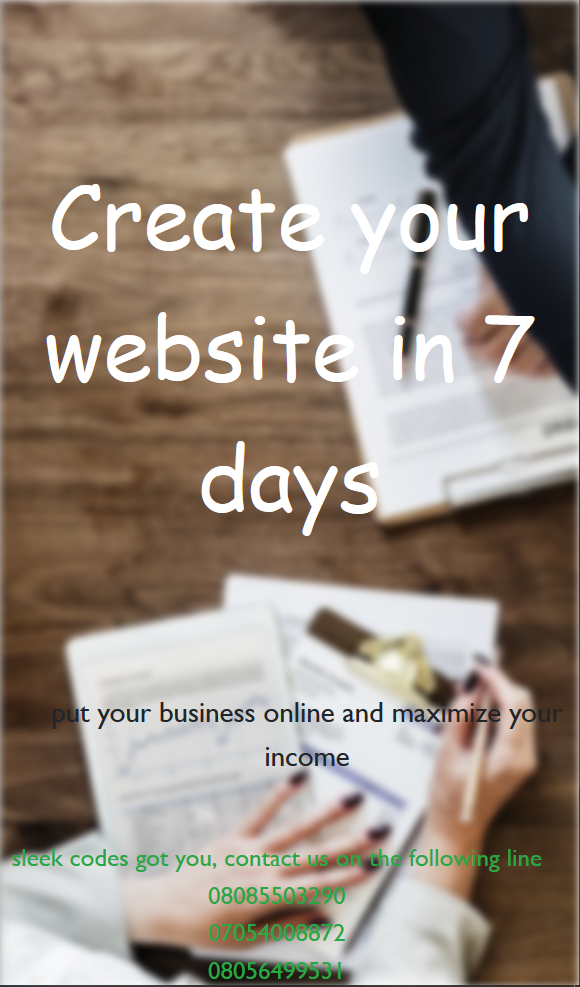 Create your
website in 7
days
put your business online and maximize your
income
sleek codes got you, contact us on the following line
08085503290
07054008872
08056499531